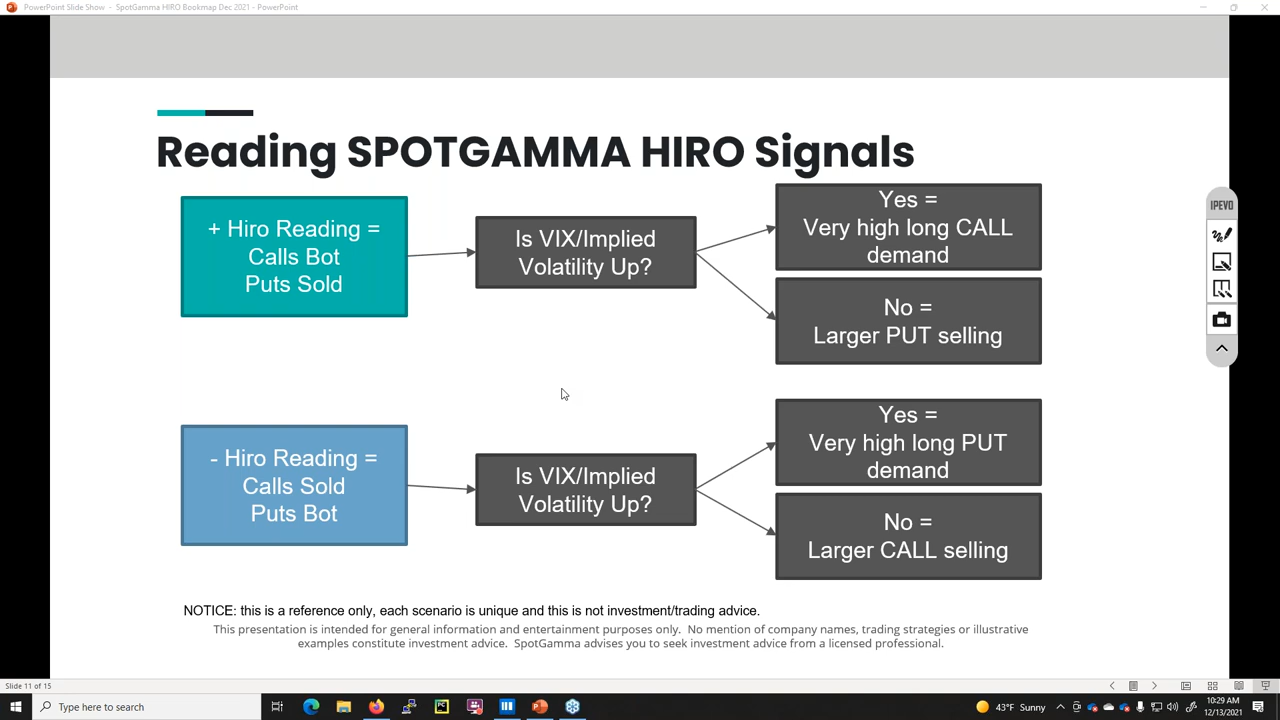 PowerPoint Slide Show - SpotGamma HIRO Bookmap Dec 2021 - PowerPoint
Reading SPOTGAMMA HIRO Signals
+ Hiro Reading =
Calls Bot
Puts Sold
Is VIX/Implied
Volatility Up?
Yes =
Very high long CALL
demand
No =
Larger PUT selling
IPEVO
- Hiro Reading =
Calls Sold
Puts Bot
Is VIX/Implied
Volatility Up?
Yes =
Very high long PUT
demand
No =
Larger CALL selling
NOTICE: this is a reference only, each scenario is unique and this is not investment/trading advice.
This presentation is intended for general information and entertainment purposes only. No mention of company names, trading strategies or illustrative
examples constitute investment advice. SpotGamma advises you to seek investment advice from a licensed professional.
Slide 11 of 15
Type here to search
43°F Sunny
10:29 AM
12/13/2021